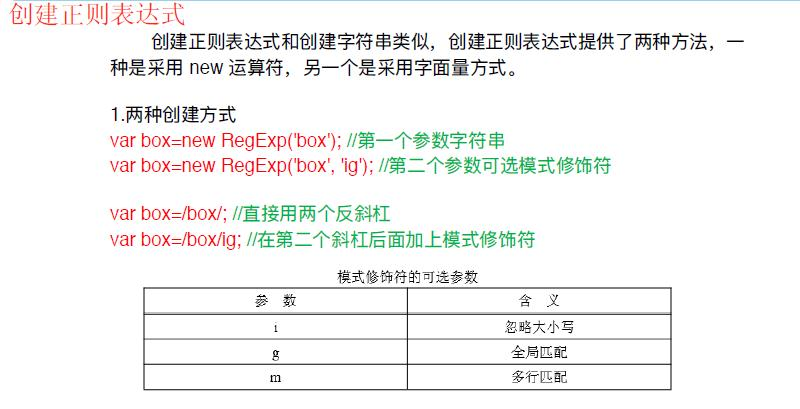 创建正则表达式
创建正则表达式和创建字符串类似，创建正则表达式提供了两种方法，一
种是采用 new 运算符，另一个是采用字面量方式。
1.两种创建方式
var box=new RegExp('box'); //第一个参数字符串
var box=new RegExp('box', 'ig'); //第二个参数可选模式修饰符
var box=/box/; //直接用两个反斜杠
var box=/box/ig; //在第二个斜杠后面加上模式修饰符
模式修饰符的可选参数
参 数 含 义
i 忽略大小写
g 全局匹配
m 多行匹配